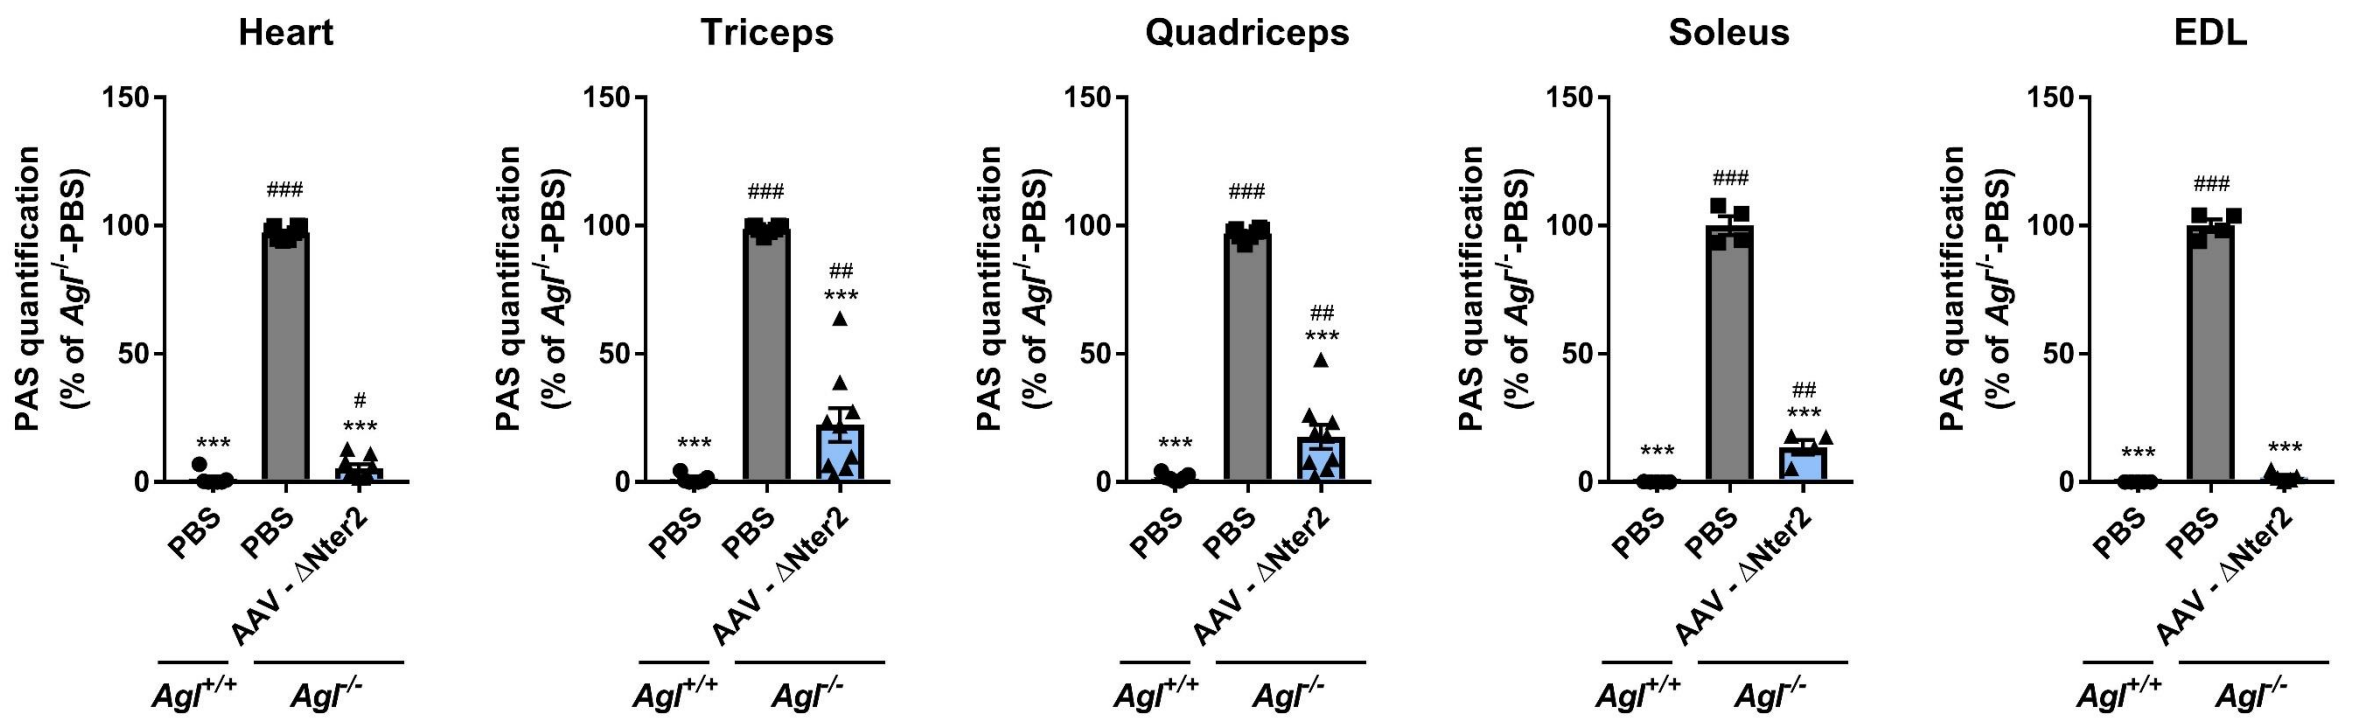 Heart
150
100
50
0
PAS quantification
(% of Agl-/--PBS)
###
#
***
***
PBS
PBS
AAV - ΔNter2
Agl+/+
Agl-/-
Triceps
150
100
50
0
PAS quantification
(% of Agl-/--PBS)
###
##
***
***
PBS
PBS
AAV - ΔNter2
Agl+/+
Agl-/-
Quadriceps
150
100
50
0
PAS quantification
(% of Agl-/--PBS)
###
##
***
***
PBS
PBS
AAV - ΔNter2
Agl+/+
Agl-/-
Soleus
150
100
50
0
PAS quantification
(% of Agl-/--PBS)
###
##
***
***
PBS
PBS
AAV - ΔNter2
Agl+/+
Agl-/-
EDL
150
100
50
0
PAS quantification
(% of Agl-/--PBS)
###
***
***
PBS
PBS
AAV - ΔNter2
Agl+/+
Agl-/-